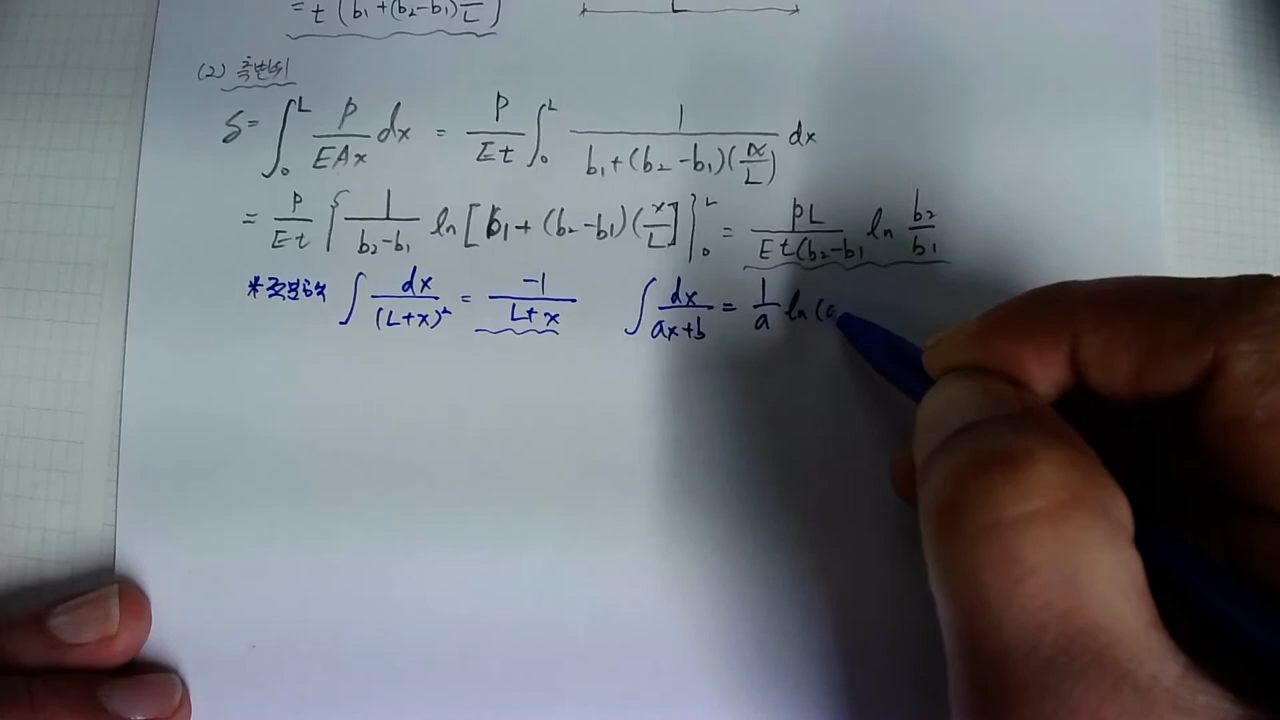 = t (b₁ + (b₂-b₁) x/L)
L
(2) 축변위
δ = ∫₀ᴸ P/EAx dx = P/Et ∫₀ᴸ 1/(b₁+(b₂-b₁)(x/L)) dx
= P/Et { 1/(b₂-b₁) ln [b₁+(b₂-b₁)(x/L)] }₀ᴸ = PL/Et(b₂-b₁ ln b₂/b₁
* ∫ dx/(L+x)² = -1/L+x ∫ dx/ax+b = 1/a ln(a